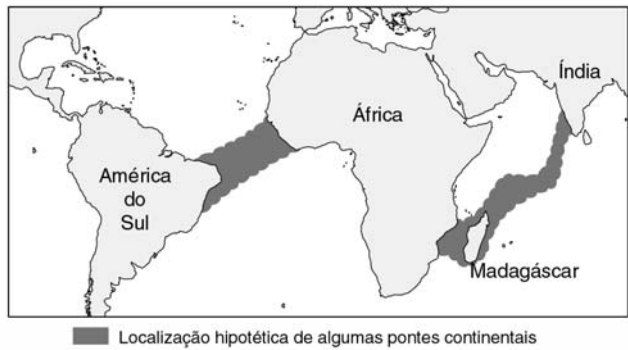 Índia
África
América
do
Sul
Madagáscar
Localização hipotética de algumas pontes continentais